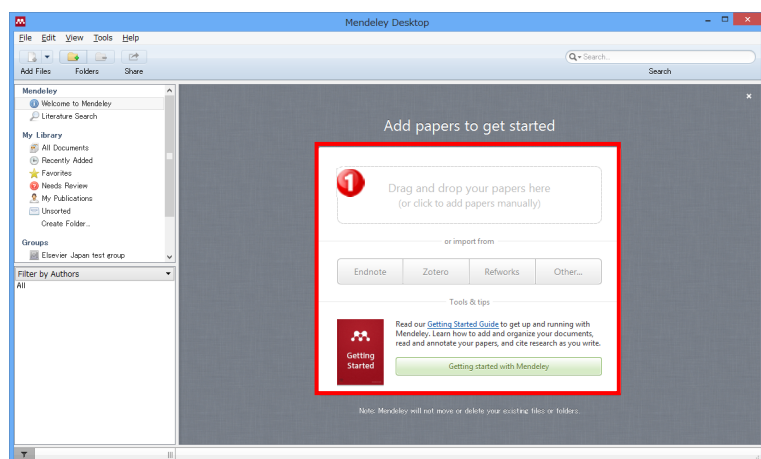 Mendeley Desktop
File Edit View Tools Help
Search...
Add Files Folders Share Search
Mendeley
Welcome to Mendeley
Literature Search
My Library
All Documents
Recently Added
Favorites
Needs Review
My Publications
Unsorted
Create Folder...
Groups
Elsevier Japan test group
Filter by Authors
All
Add papers to get started
1
Drag and drop your papers here
(or click to add papers manually)
or import from
Endnote Zotero Refworks Other...
Tools & tips
Getting
Started
Read our Getting Started Guide to get up and running with
Mendeley. Learn how to add and organize your documents,
read and annotate your papers, and cite research as you write.
Getting started with Mendeley
Note: Mendeley will not move or delete your existing files or folders.